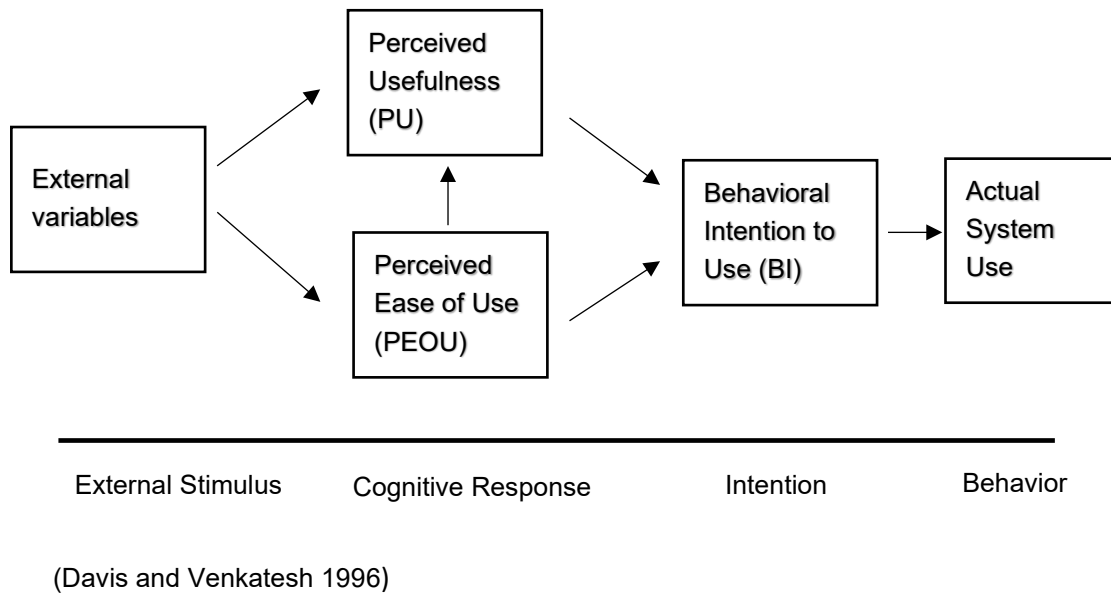 External
variables
Perceived
Usefulness
(PU)
Perceived
Ease of Use
(PEOU)
Behavioral
Intention to
Use (BI)
Actual
System
Use
External Stimulus
Cognitive Response
Intention
Behavior
(Davis and Venkatesh 1996)